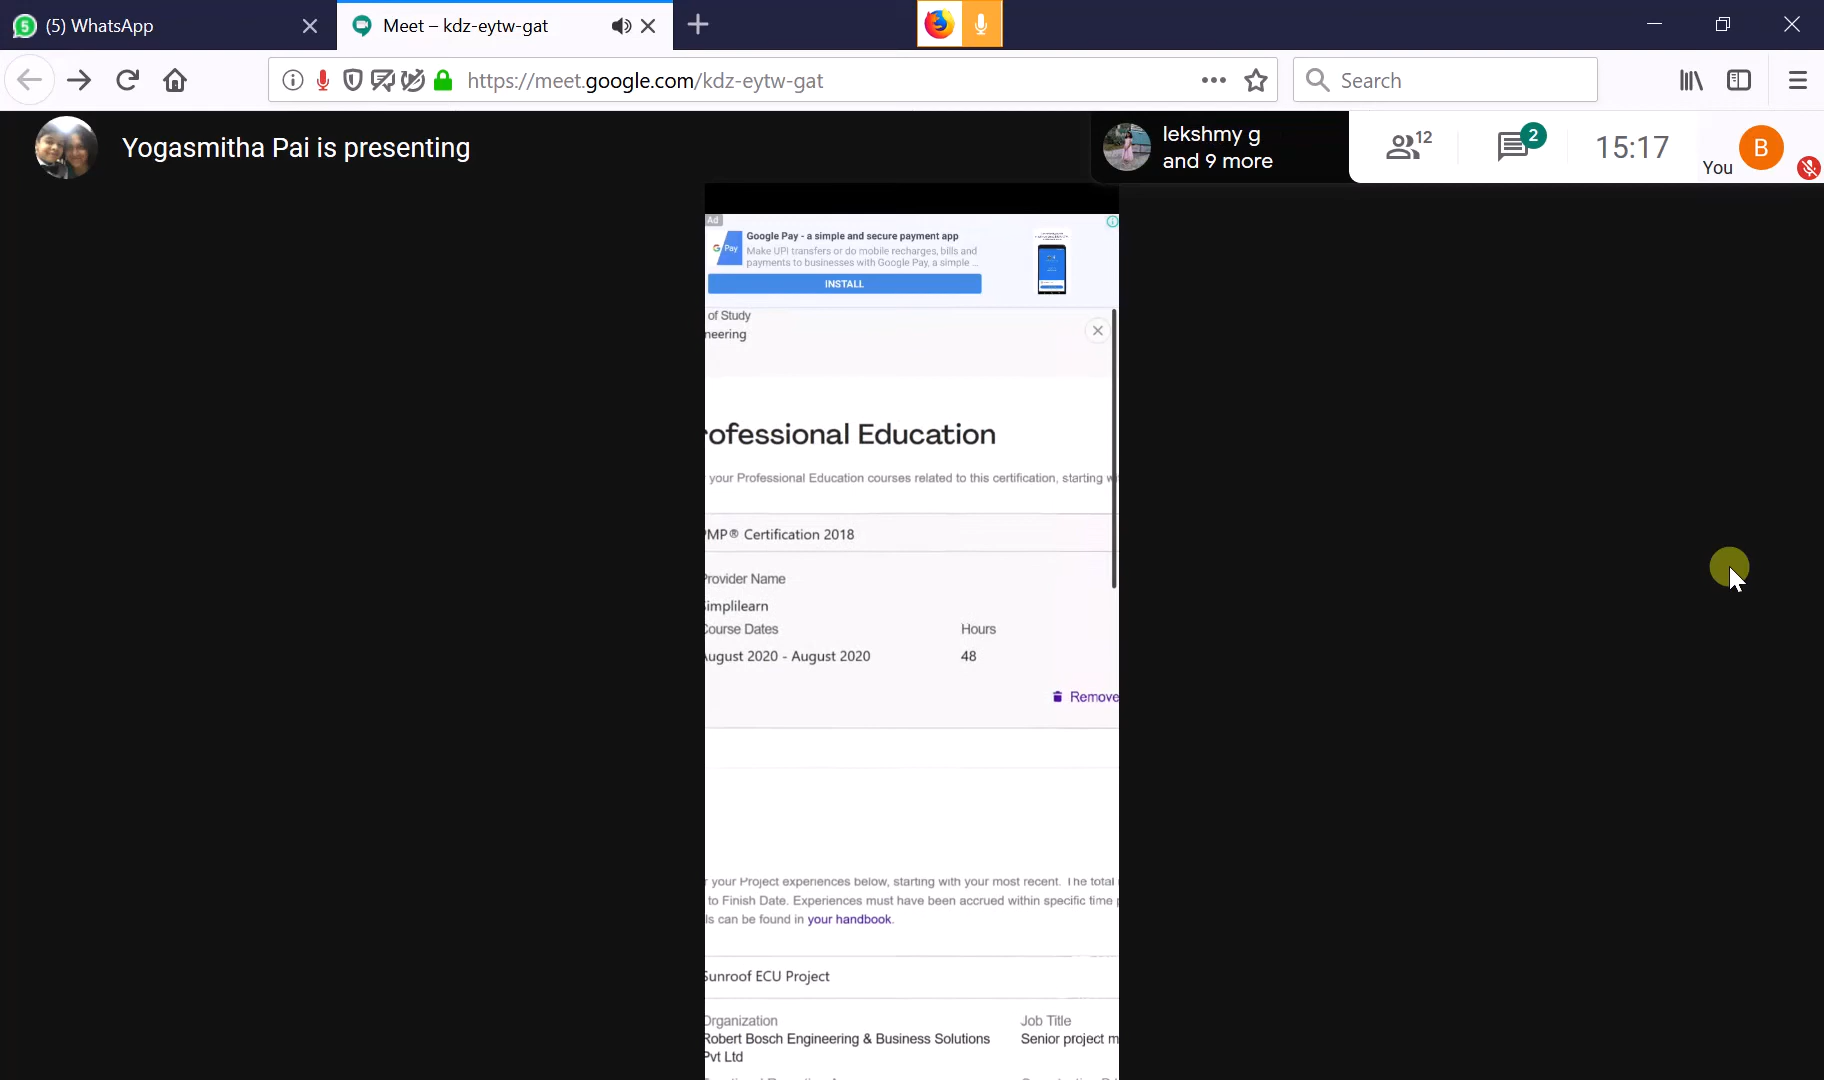 (5) WhatsApp
Meet – kdz-eytw-gat
https://meet.google.com/kdz-eytw-gat
Search
Yogasmitha Pai is presenting
lekshmy g
and 9 more
12
2
15:17
You
B
Ad
Google Pay - a simple and secure payment app
G Pay
Make UPI transfers or do mobile recharges, bills and
payments to businesses with Google Pay, a simple ...
INSTALL
of Study
neering
rofessional Education
your Professional Education courses related to this certification, starting w
PMP® Certification 2018
Provider Name
Simplilearn
Course Dates
Hours
August 2020 - August 2020
48
Remove
r your Project experiences below, starting with your most recent. The total
to Finish Date. Experiences must have been accrued within specific time p
ls can be found in your handbook.
Sunroof ECU Project
Organization
Job Title
Robert Bosch Engineering & Business Solutions
Senior project m
Pvt Ltd